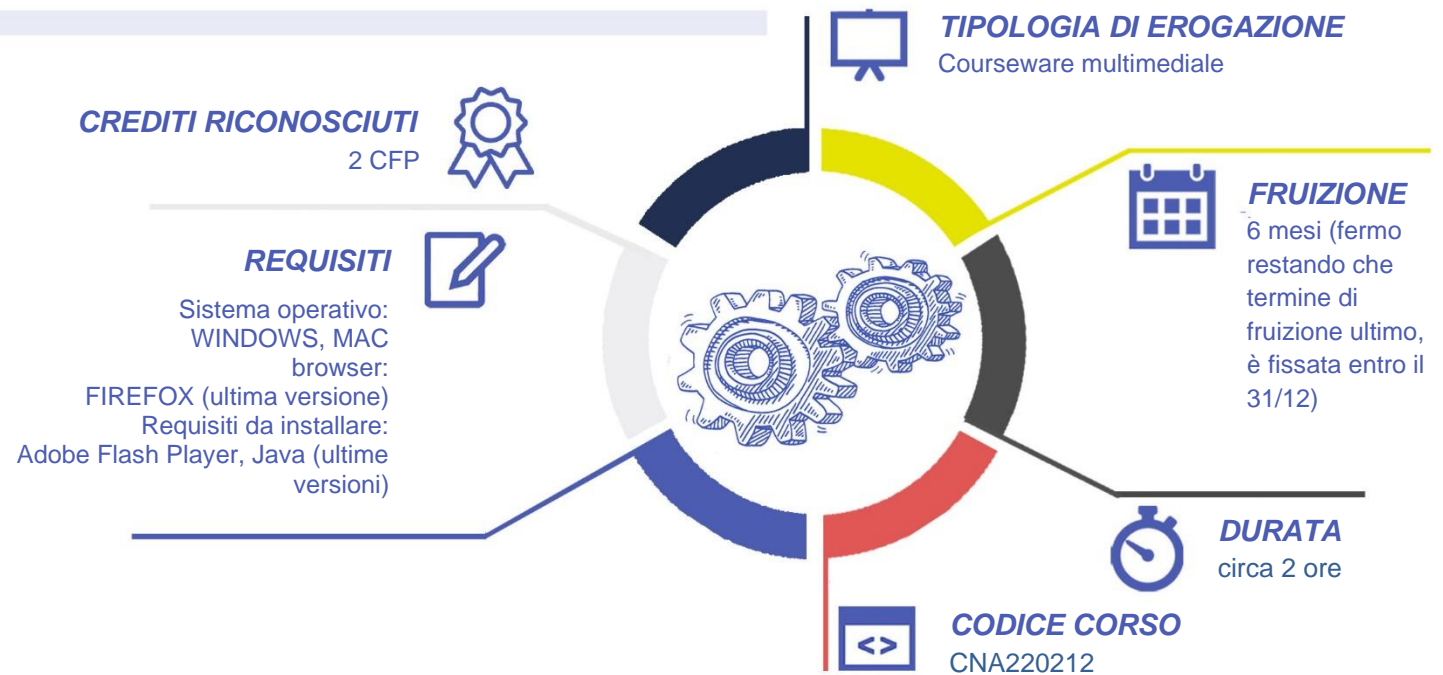 TIPOLOGIA DI EROGAZIONE
Courseware multimediale
CREDITI RICONOSCIUTI
2 CFP
FRUIZIONE
6 mesi (fermo
restando che
termine di
fruizione ultimo,
è fissata entro il
31/12)
REQUISITI
Sistema operativo:
WINDOWS, MAC
browser:
FIREFOX (ultima versione)
Requisiti da installare:
Adobe Flash Player, Java (ultime
versioni)
DURATA
circa 2 ore
CODICE CORSO
CNA220212